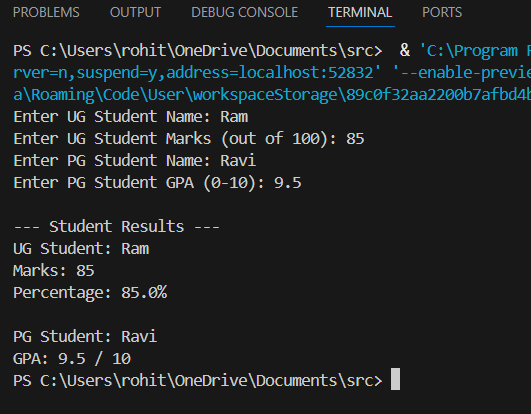 PROBLEMS OUTPUT DEBUG CONSOLE TERMINAL PORTS
PS C:\Users\rohit\OneDrive\Documents\src> & 'C:\Program
rver=n,suspend=y,address=localhost:52832' '--enable-previe
a\Roaming\Code\User\workspaceStorage\89c0f32aa2200b7afbd4b
Enter UG Student Name: Ram
Enter UG Student Marks (out of 100): 85
Enter PG Student Name: Ravi
Enter PG Student GPA (0-10): 9.5
--- Student Results ---
UG Student: Ram
Marks: 85
Percentage: 85.0%
PG Student: Ravi
GPA: 9.5 / 10
PS C:\Users\rohit\OneDrive\Documents\src>